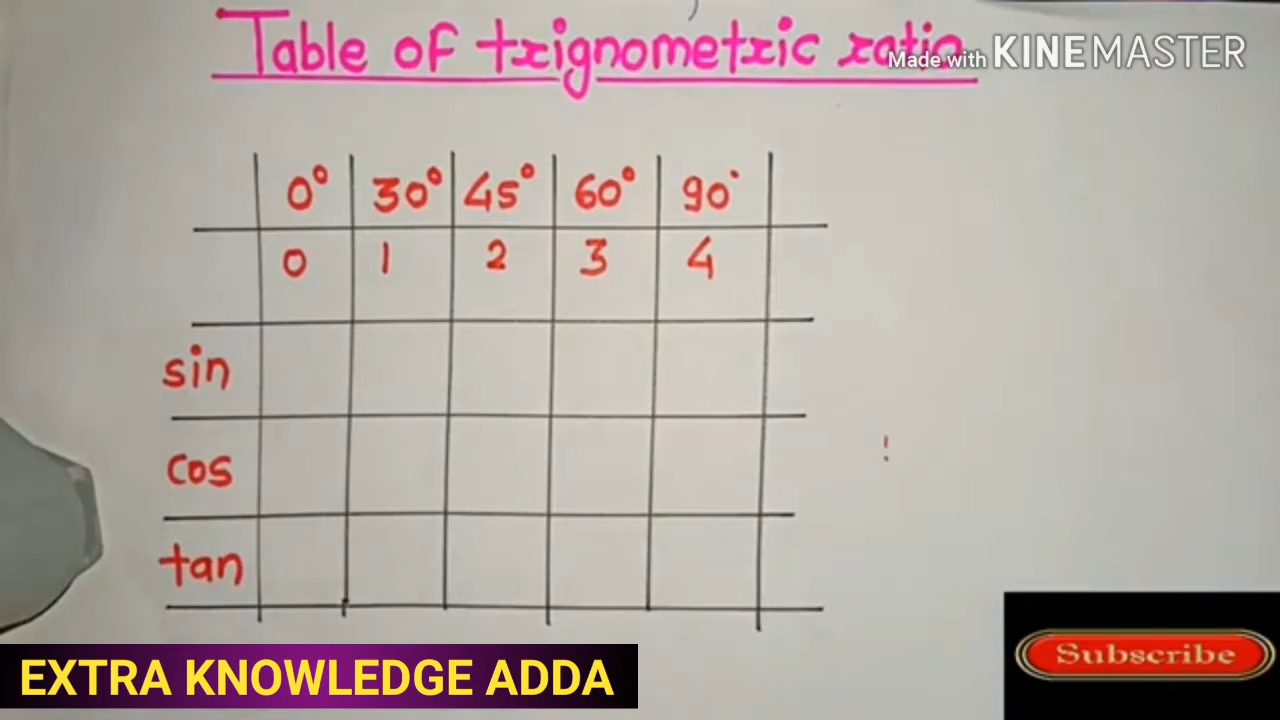 Table of trignometric ratio
Made with KINEMASTER
0° 30° 45° 60° 90°
0 1 2 3 4
sin
cos
!
tan
EXTRA KNOWLEDGE ADDA
Subscribe